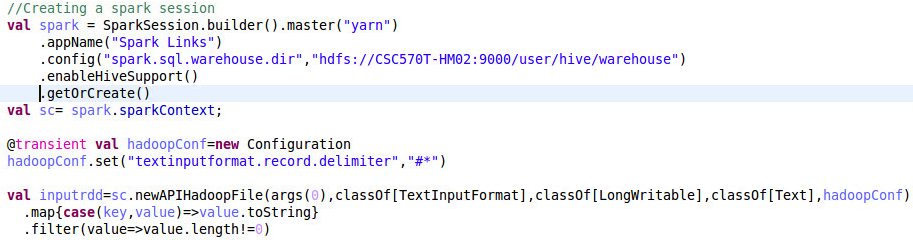 //Creating a spark session
val spark = SparkSession.builder().master("yarn")
    .appName("Spark Links")
    .config("spark.sql.warehouse.dir","hdfs://CSC570T-HM02:9000/user/hive/warehouse")
    .enableHiveSupport()
    .getOrCreate()
val sc= spark.sparkContext;

@transient val hadoopConf=new Configuration
hadoopConf.set("textinputformat.record.delimiter","#*")

val inputrdd=sc.newAPIHadoopFile(args(0),classOf[TextInputFormat],classOf[LongWritable],classOf[Text],hadoopConf)
  .map{case(key,value)=>value.toString}
  .filter(value=>value.length!=0)